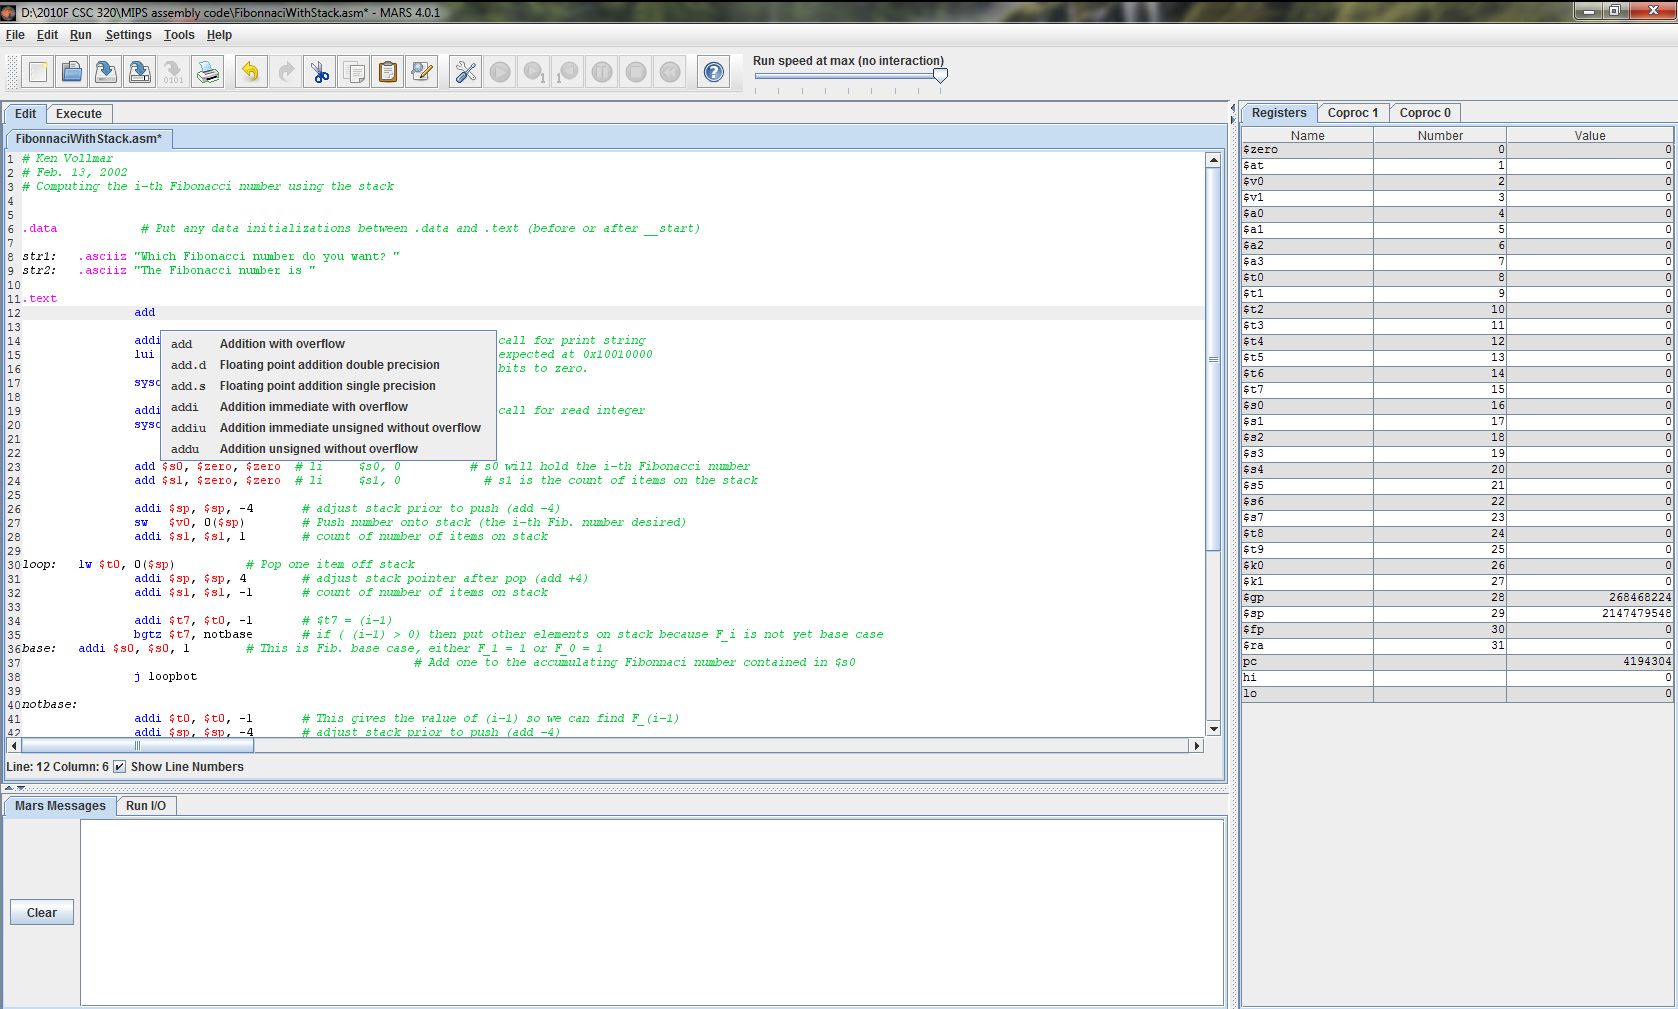 D:\2010F CSC 320\MIPS assembly code\FibonnaciWithStack.asm* - MARS 4.0.1
File Edit Run Settings Tools Help
Run speed at max (no interaction)
Edit Execute
FibonnaciWithStack.asm*
1 # Ken Vollmar
2 # Feb. 13, 2002
3 # Computing the i-th Fibonacci number using the stack
4
5
6 .data # Put any data initializations between .data and .text (before or after __start)
7
8 str1: .asciiz "Which Fibonacci number do you want? "
9 str2: .asciiz "The Fibonacci number is "
10
11 .text
12 add
13
14 addi call for print string
15 lui expected at 0x10010000
16 bits to zero.
17 sysc
18
19 addi call for read integer
20 sysc
21
22
add Addition with overflow
add.d Floating point addition double precision
add.s Floating point addition single precision
addi Addition immediate with overflow
addiu Addition immediate unsigned without overflow
addu Addition unsigned without overflow
23 add $s0, $zero, $zero # li $s0, 0 # s0 will hold the i-th Fibonacci number
24 add $s1, $zero, $zero # li $s1, 0 # s1 is the count of items on the stack
25
26 addi $sp, $sp, -4 # adjust stack prior to push (add -4)
27 sw $v0, 0($sp) # Push number onto stack (the i-th Fib. number desired)
28 addi $s1, $s1, 1 # count of number of items on stack
29
30 loop: lw $t0, 0($sp) # Pop one item off stack
31 addi $sp, $sp, 4 # adjust stack pointer after pop (add +4)
32 addi $s1, $s1, -1 # count of number of items on stack
33
34 addi $t7, $t0, -1 # $t7 = (i-1)
35 bgtz $t7, notbase # if ( (i-1) > 0) then put other elements on stack because F_i is not yet base case
36 base: addi $s0, $s0, 1 # This is Fib. base case, either F_1 = 1 or F_0 = 1
37 # Add one to the accumulating Fibonnaci number contained in $s0
38 j loopbot
39
40 notbase:
41 addi $t0, $t0, -1 # This gives the value of (i-1) so we can find F_(i-1)
42 addi $sp, $sp, -4 # adjust stack prior to push (add -4)
Line: 12 Column: 6 Show Line Numbers
Mars Messages Run I/O
Clear
Registers Coproc 1 Coproc 0
Name Number Value
$zero 0 0
$at 1 0
$v0 2 0
$v1 3 0
$a0 4 0
$a1 5 0
$a2 6 0
$a3 7 0
$t0 8 0
$t1 9 0
$t2 10 0
$t3 11 0
$t4 12 0
$t5 13 0
$t6 14 0
$t7 15 0
$s0 16 0
$s1 17 0
$s2 18 0
$s3 19 0
$s4 20 0
$s5 21 0
$s6 22 0
$s7 23 0
$t8 24 0
$t9 25 0
$k0 26 0
$k1 27 0
$gp 28 268468224
$sp 29 2147479548
$fp 30 0
$ra 31 0
pc 4194304
hi 0
lo 0